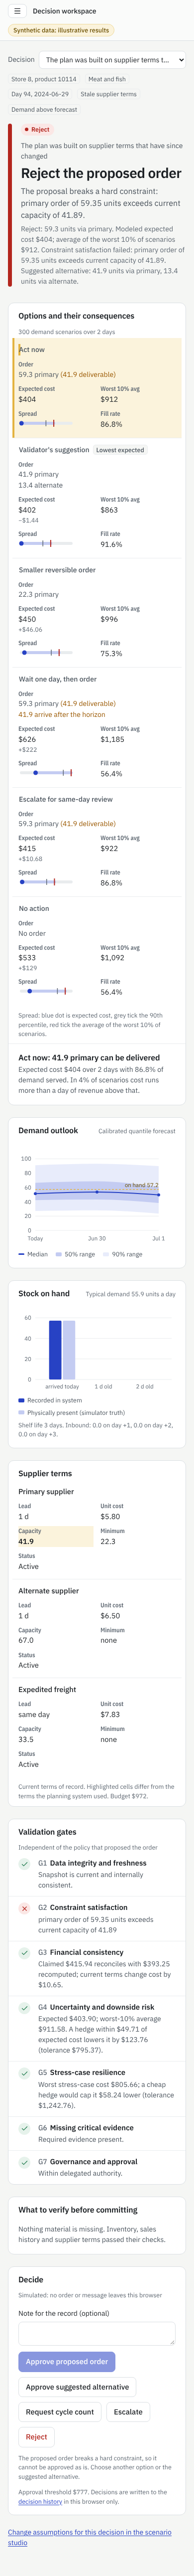 ☰ Decision workspace
Synthetic data: illustrative results
Decision The plan was built on supplier terms t...
Store 8, product 10114 Meat and fish
Day 94, 2024-06-29 Stale supplier terms
Demand above forecast
Reject
The plan was built on supplier terms that have since
changed
Reject the proposed order
The proposal breaks a hard constraint:
primary order of 59.35 units exceeds current
capacity of 41.89.
Reject: 59.3 units via primary. Modeled expected
cost $404; average of the worst 10% of scenarios
$912. Constraint satisfaction failed: primary order of
59.35 units exceeds current capacity of 41.89.
Suggested alternative: 41.9 units via primary, 13.4
units via alternate.
Options and their consequences
300 demand scenarios over 2 days
Act now
Order
59.3 primary (41.9 deliverable)
Expected cost Worst 10% avg
$404 $912
Spread Fill rate
86.8%
Validator's suggestion Lowest expected
Order
41.9 primary
13.4 alternate
Expected cost Worst 10% avg
$402 $863
−$1.44
Spread Fill rate
91.6%
Smaller reversible order
Order
22.3 primary
Expected cost Worst 10% avg
$450 $996
+$46.06
Spread Fill rate
75.3%
Wait one day, then order
Order
59.3 primary (41.9 deliverable)
41.9 arrive after the horizon
Expected cost Worst 10% avg
$626 $1,185
+$222
Spread Fill rate
56.4%
Escalate for same-day review
Order
59.3 primary (41.9 deliverable)
Expected cost Worst 10% avg
$415 $922
+$10.68
Spread Fill rate
86.8%
No action
Order
No order
Expected cost Worst 10% avg
$533 $1,092
+$129
Spread Fill rate
56.4%
Spread: blue dot is expected cost, grey tick the 90th
percentile, red tick the average of the worst 10% of
scenarios.
Act now: 41.9 primary can be delivered
Expected cost $404 over 2 days with 86.8% of
demand served. In 4% of scenarios cost runs
more than a day of revenue above that.
Demand outlook Calibrated quantile forecast
100
80
60
40
20
0
on hand 57.2
Today Jun 30 Jul 1
Median 50% range 90% range
Stock on hand Typical demand 55.9 units a day
60
40
20
0
arrived today 1 d old 2 d old
Recorded in system
Physically present (simulator truth)
Shelf life 3 days. Inbound: 0.0 on day +1, 0.0 on day +2,
0.0 on day +3.
Supplier terms
Primary supplier
Lead Unit cost
1 d $5.80
Capacity Minimum
41.9 22.3
Status
Active
Alternate supplier
Lead Unit cost
1 d $6.50
Capacity Minimum
67.0 none
Status
Active
Expedited freight
Lead Unit cost
same day $7.83
Capacity Minimum
33.5 none
Status
Active
Current terms of record. Highlighted cells differ from the
terms the planning system used. Budget $972.
Validation gates
Independent of the policy that proposed the order
G1 Data integrity and freshness
Snapshot is current and internally
consistent.
G2 Constraint satisfaction
primary order of 59.35 units exceeds
current capacity of 41.89
G3 Financial consistency
Claimed $415.94 reconciles with $393.25
recomputed; current terms change cost by
$10.65.
G4 Uncertainty and downside risk
Expected $403.90; worst-10% average
$911.58. A hedge within $49.71 of
expected cost lowers it by $123.76
(tolerance $795.37).
G5 Stress-case resilience
Worst stress-case cost $805.66; a cheap
hedge would cap it $58.24 lower (tolerance
$1,242.76).
G6 Missing critical evidence
Required evidence present.
G7 Governance and approval
Within delegated authority.
What to verify before committing
Nothing material is missing. Inventory, sales
history and supplier terms passed their checks.
Decide
Simulated: no order or message leaves this browser
Note for the record (optional)
Approve proposed order
Approve suggested alternative
Request cycle count Escalate
Reject
The proposed order breaks a hard constraint, so it
cannot be approved as is. Choose another option or the
suggested alternative.
Approval threshold $777. Decisions are written to the
decision history in this browser only.
Change assumptions for this decision in the scenario
studio